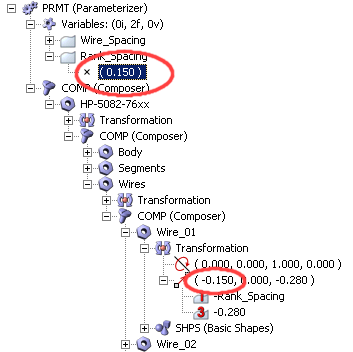 PRMT (Parameterizer)
Variables: (0i, 2f, 0v)
Wire_Spacing
Rank_Spacing
× (0.150)
COMP (Composer)
HP-5082-76xx
Transformation
COMP (Composer)
Body
Segments
Wires
Transformation
COMP (Composer)
Wire_01
Transformation
( 0.000, 0.000, 1.000, 0.000 )
( -0.150, 0.000, -0.280 )
1 -Rank_Spacing
3 -0.280
SHPS (Basic Shapes)
Wire_02